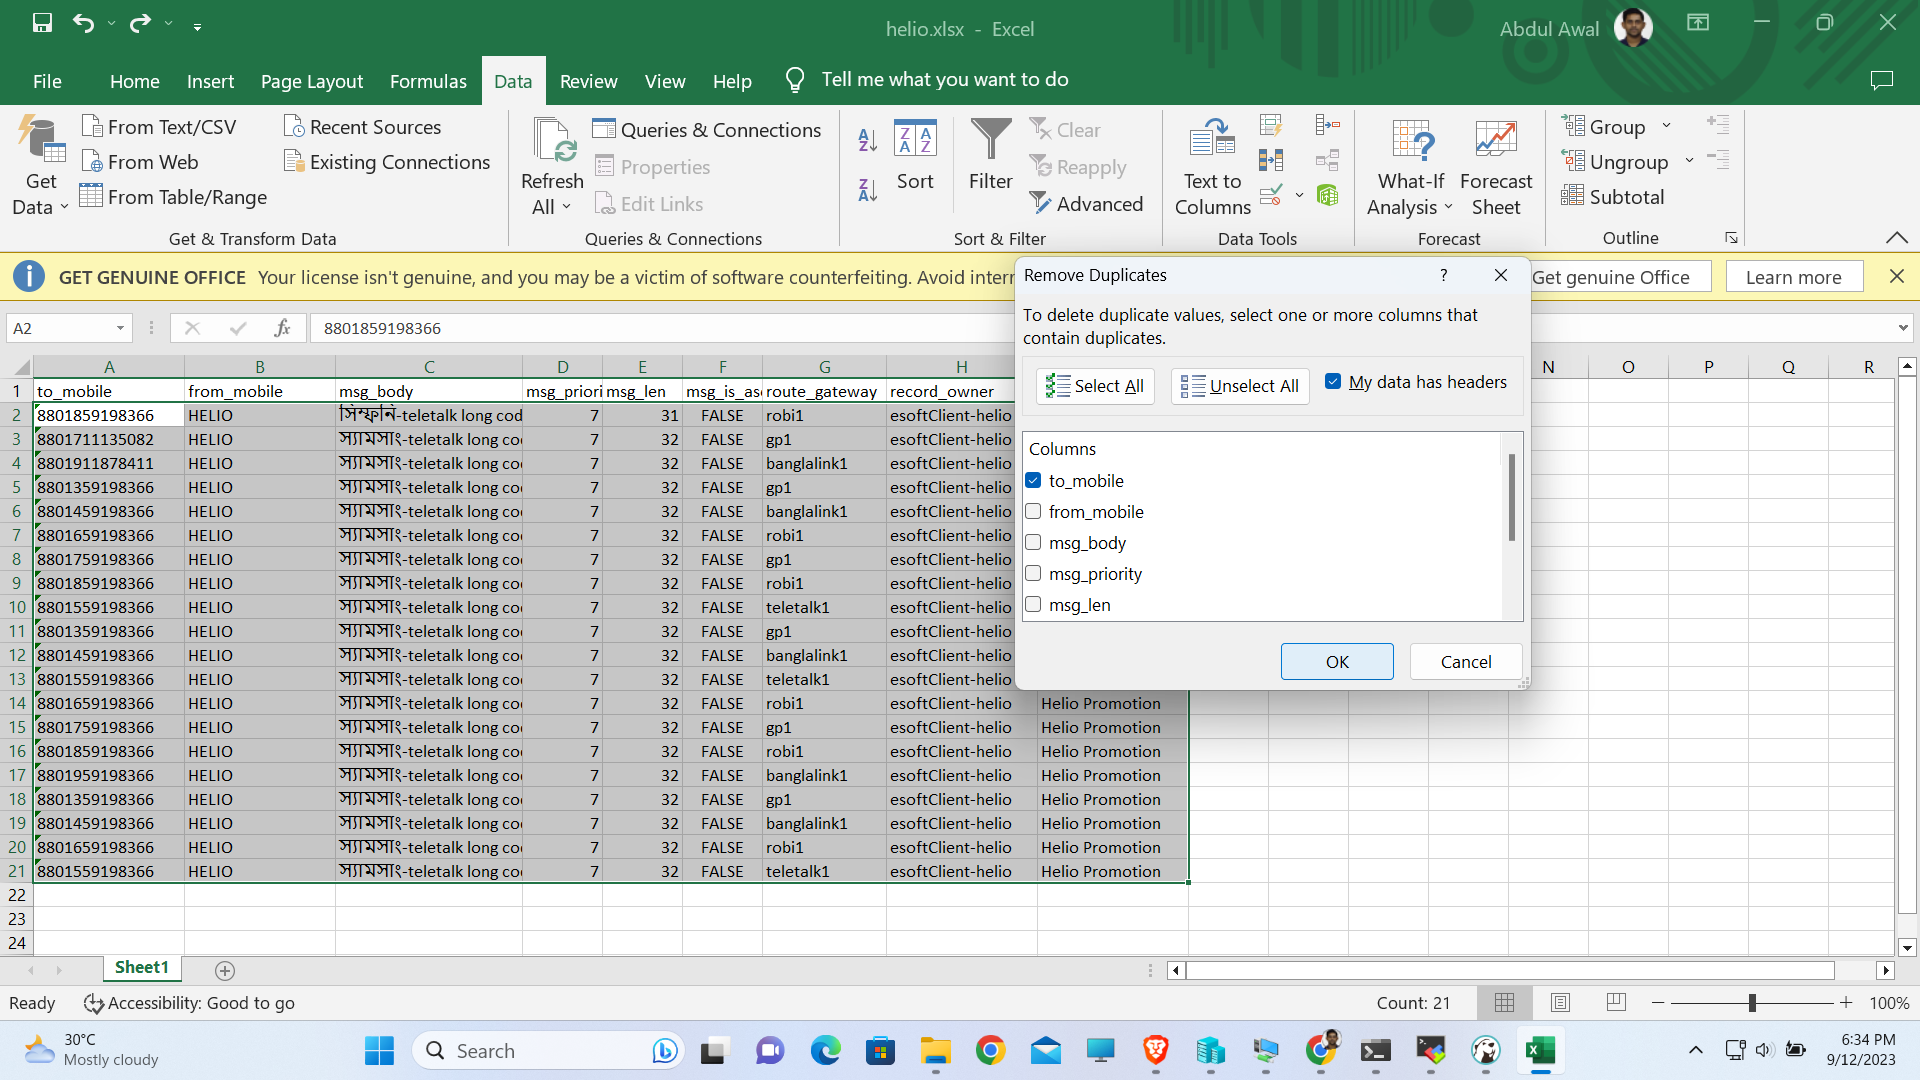 helio.xlsx - Excel
Abdul Awal
File Home Insert Page Layout Formulas Data Review View Help Tell me what you want to do
Get Data
From Text/CSV
From Web
From Table/Range
Recent Sources
Existing Connections
Get & Transform Data
Refresh All
Queries & Connections
Properties
Edit Links
Queries & Connections
Sort
Filter
Clear
Reapply
Advanced
Sort & Filter
Text to Columns
Data Tools
What-If Analysis
Forecast Sheet
Forecast
Group
Ungroup
Subtotal
Outline
GET GENUINE OFFICE Your license isn't genuine, and you may be a victim of software counterfeiting. Avoid interr
Get genuine Office
Learn more
Remove Duplicates
To delete duplicate values, select one or more columns that
contain duplicates.
Select All
Unselect All
My data has headers
Columns
to_mobile
from_mobile
msg_body
msg_priority
msg_len
OK
Cancel
A2 fx 8801859198366
A B C D E F G H N O P Q R
1 to_mobile from_mobile msg_body msg_priori msg_len msg_is_asc route_gateway record_owner
2 8801859198366 HELIO সিম্ফনি-teletalk long cod 7 31 FALSE robi1 esoftClient-helio
3 8801711135082 HELIO স্যামসাং-teletalk long co 7 32 FALSE gp1 esoftClient-helio
4 8801911878411 HELIO স্যামসাং-teletalk long co 7 32 FALSE banglalink1 esoftClient-helio
5 8801359198366 HELIO স্যামসাং-teletalk long co 7 32 FALSE gp1 esoftClient-helio
6 8801459198366 HELIO স্যামসাং-teletalk long co 7 32 FALSE banglalink1 esoftClient-helio
7 8801659198366 HELIO স্যামসাং-teletalk long co 7 32 FALSE robi1 esoftClient-helio
8 8801759198366 HELIO স্যামসাং-teletalk long co 7 32 FALSE gp1 esoftClient-helio
9 8801859198366 HELIO স্যামসাং-teletalk long co 7 32 FALSE robi1 esoftClient-helio
10 8801559198366 HELIO স্যামসাং-teletalk long co 7 32 FALSE teletalk1 esoftClient-helio
11 8801359198366 HELIO স্যামসাং-teletalk long co 7 32 FALSE gp1 esoftClient-helio
12 8801459198366 HELIO স্যামসাং-teletalk long co 7 32 FALSE banglalink1 esoftClient-helio
13 8801559198366 HELIO স্যামসাং-teletalk long co 7 32 FALSE teletalk1 esoftClient-helio
14 8801659198366 HELIO স্যামসাং-teletalk long co 7 32 FALSE robi1 esoftClient-helio Helio Promotion
15 8801759198366 HELIO স্যামসাং-teletalk long co 7 32 FALSE gp1 esoftClient-helio Helio Promotion
16 8801859198366 HELIO স্যামসাং-teletalk long co 7 32 FALSE robi1 esoftClient-helio Helio Promotion
17 8801959198366 HELIO স্যামসাং-teletalk long co 7 32 FALSE banglalink1 esoftClient-helio Helio Promotion
18 8801359198366 HELIO স্যামসাং-teletalk long co 7 32 FALSE gp1 esoftClient-helio Helio Promotion
19 8801459198366 HELIO স্যামসাং-teletalk long co 7 32 FALSE banglalink1 esoftClient-helio Helio Promotion
20 8801659198366 HELIO স্যামসাং-teletalk long co 7 32 FALSE robi1 esoftClient-helio Helio Promotion
21 8801559198366 HELIO স্যামসাং-teletalk long co 7 32 FALSE teletalk1 esoftClient-helio Helio Promotion
22
23
24
Sheet1
Ready Accessibility: Good to go Count: 21 100%
30°C
Mostly cloudy
Search
6:34 PM
9/12/2023